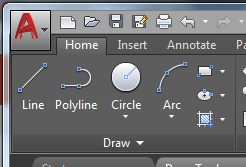 A
Home Insert Annotate
Line Polyline Circle Arc
Draw